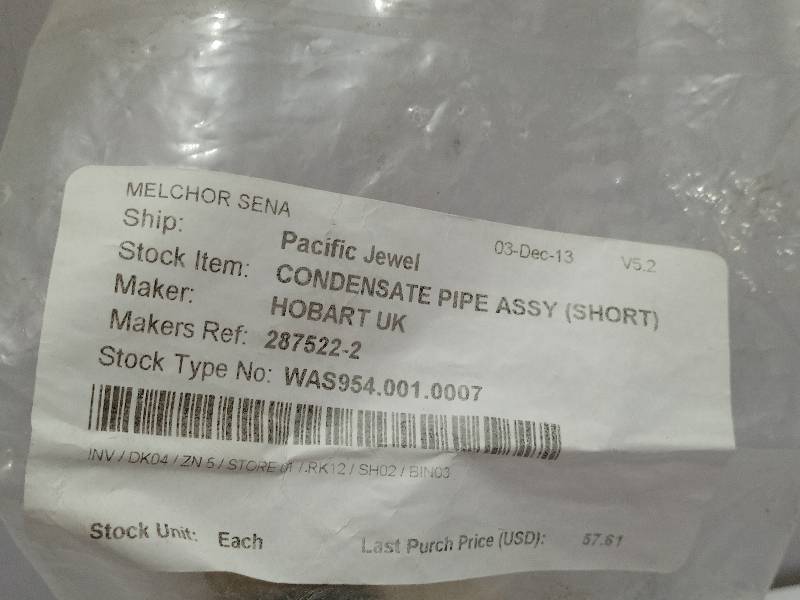 MELCHOR SENA
03-Dec-13 V5.2
Ship: Pacific Jewel
Stock Item: CONDENSATE PIPE ASSY (SHORT)
Maker: HOBART UK
Makers Ref: 287522-2
Stock Type No: WAS954.001.0007
INV / DK04 / ZN 5 / STORE 01 / RK12 / SH02 / BIN03
Stock Unit: Each Last Purch Price (USD): 57.61